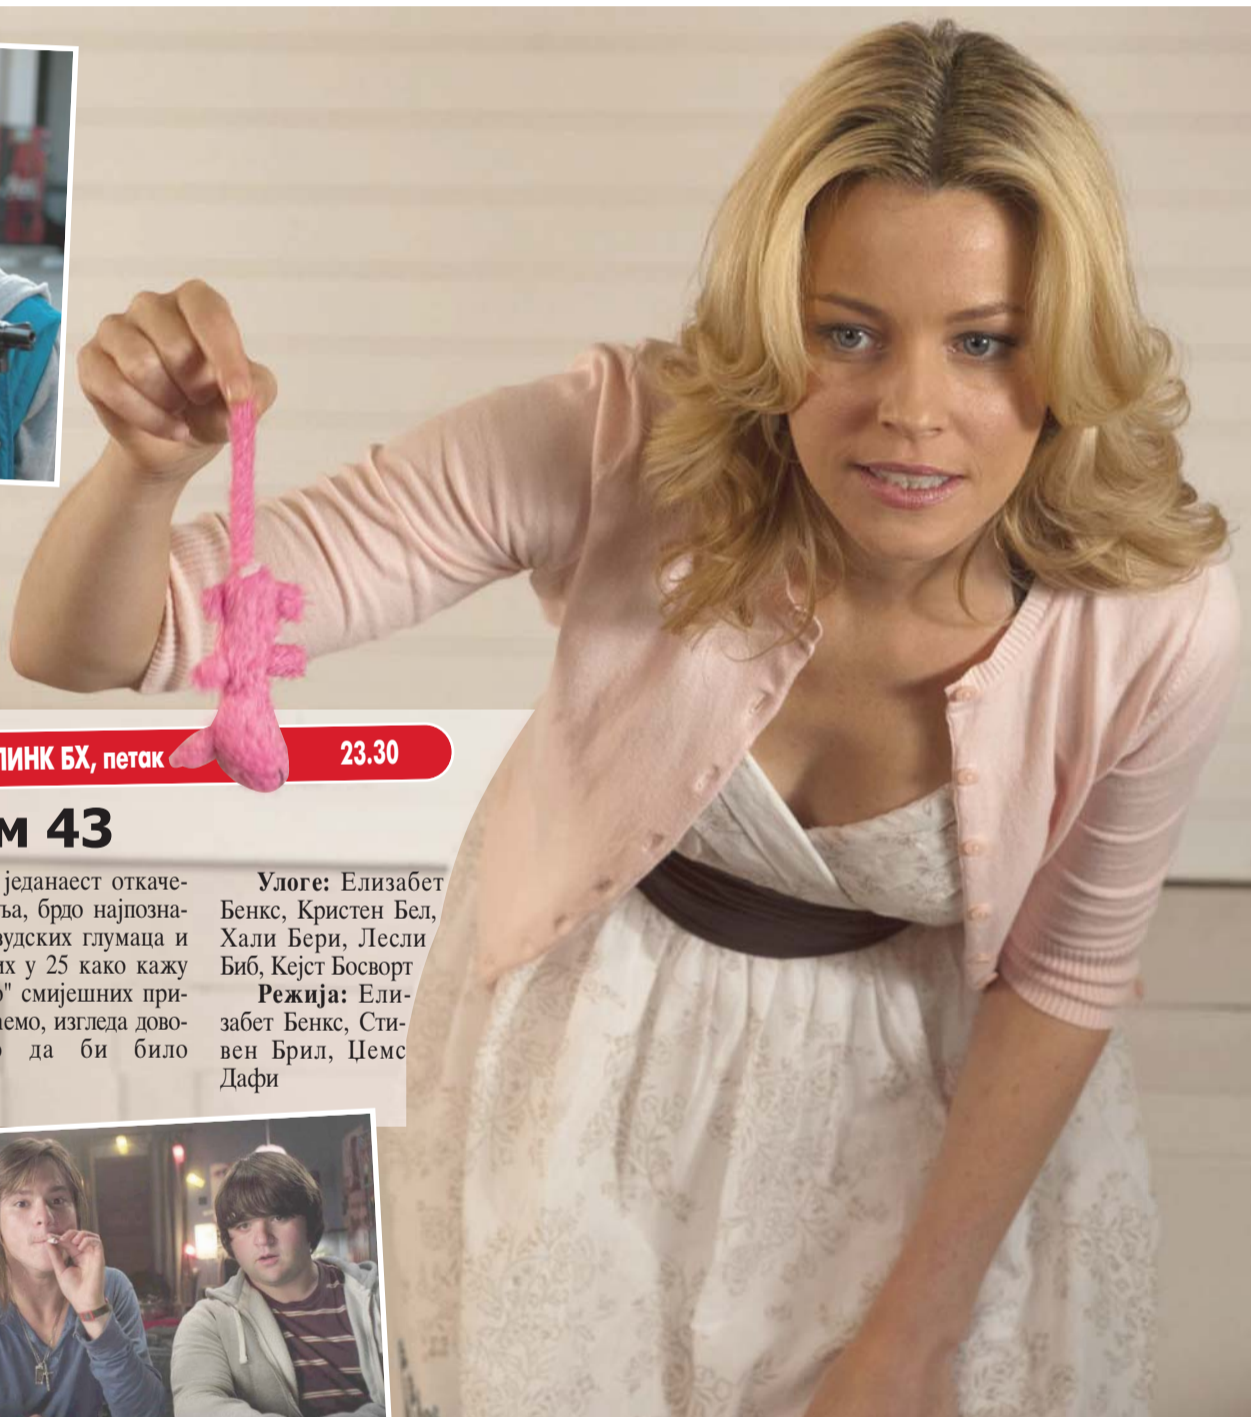 ПИНК БХ, петак 23.30
м 43
једанаест откаче-
ња, брдо најпозна-
вудских глумаца и
их у 25 како кажу
" смијешних при-
аемо, изгледа дово-
да би било
Улоге: Елизабет
Бенкс, Кристен Бел,
Хали Бери, Лесли
Биб, Кејст Босворт
Режија: Ели-
забет Бенкс, Сти-
вен Брил, Џемс
Дафи